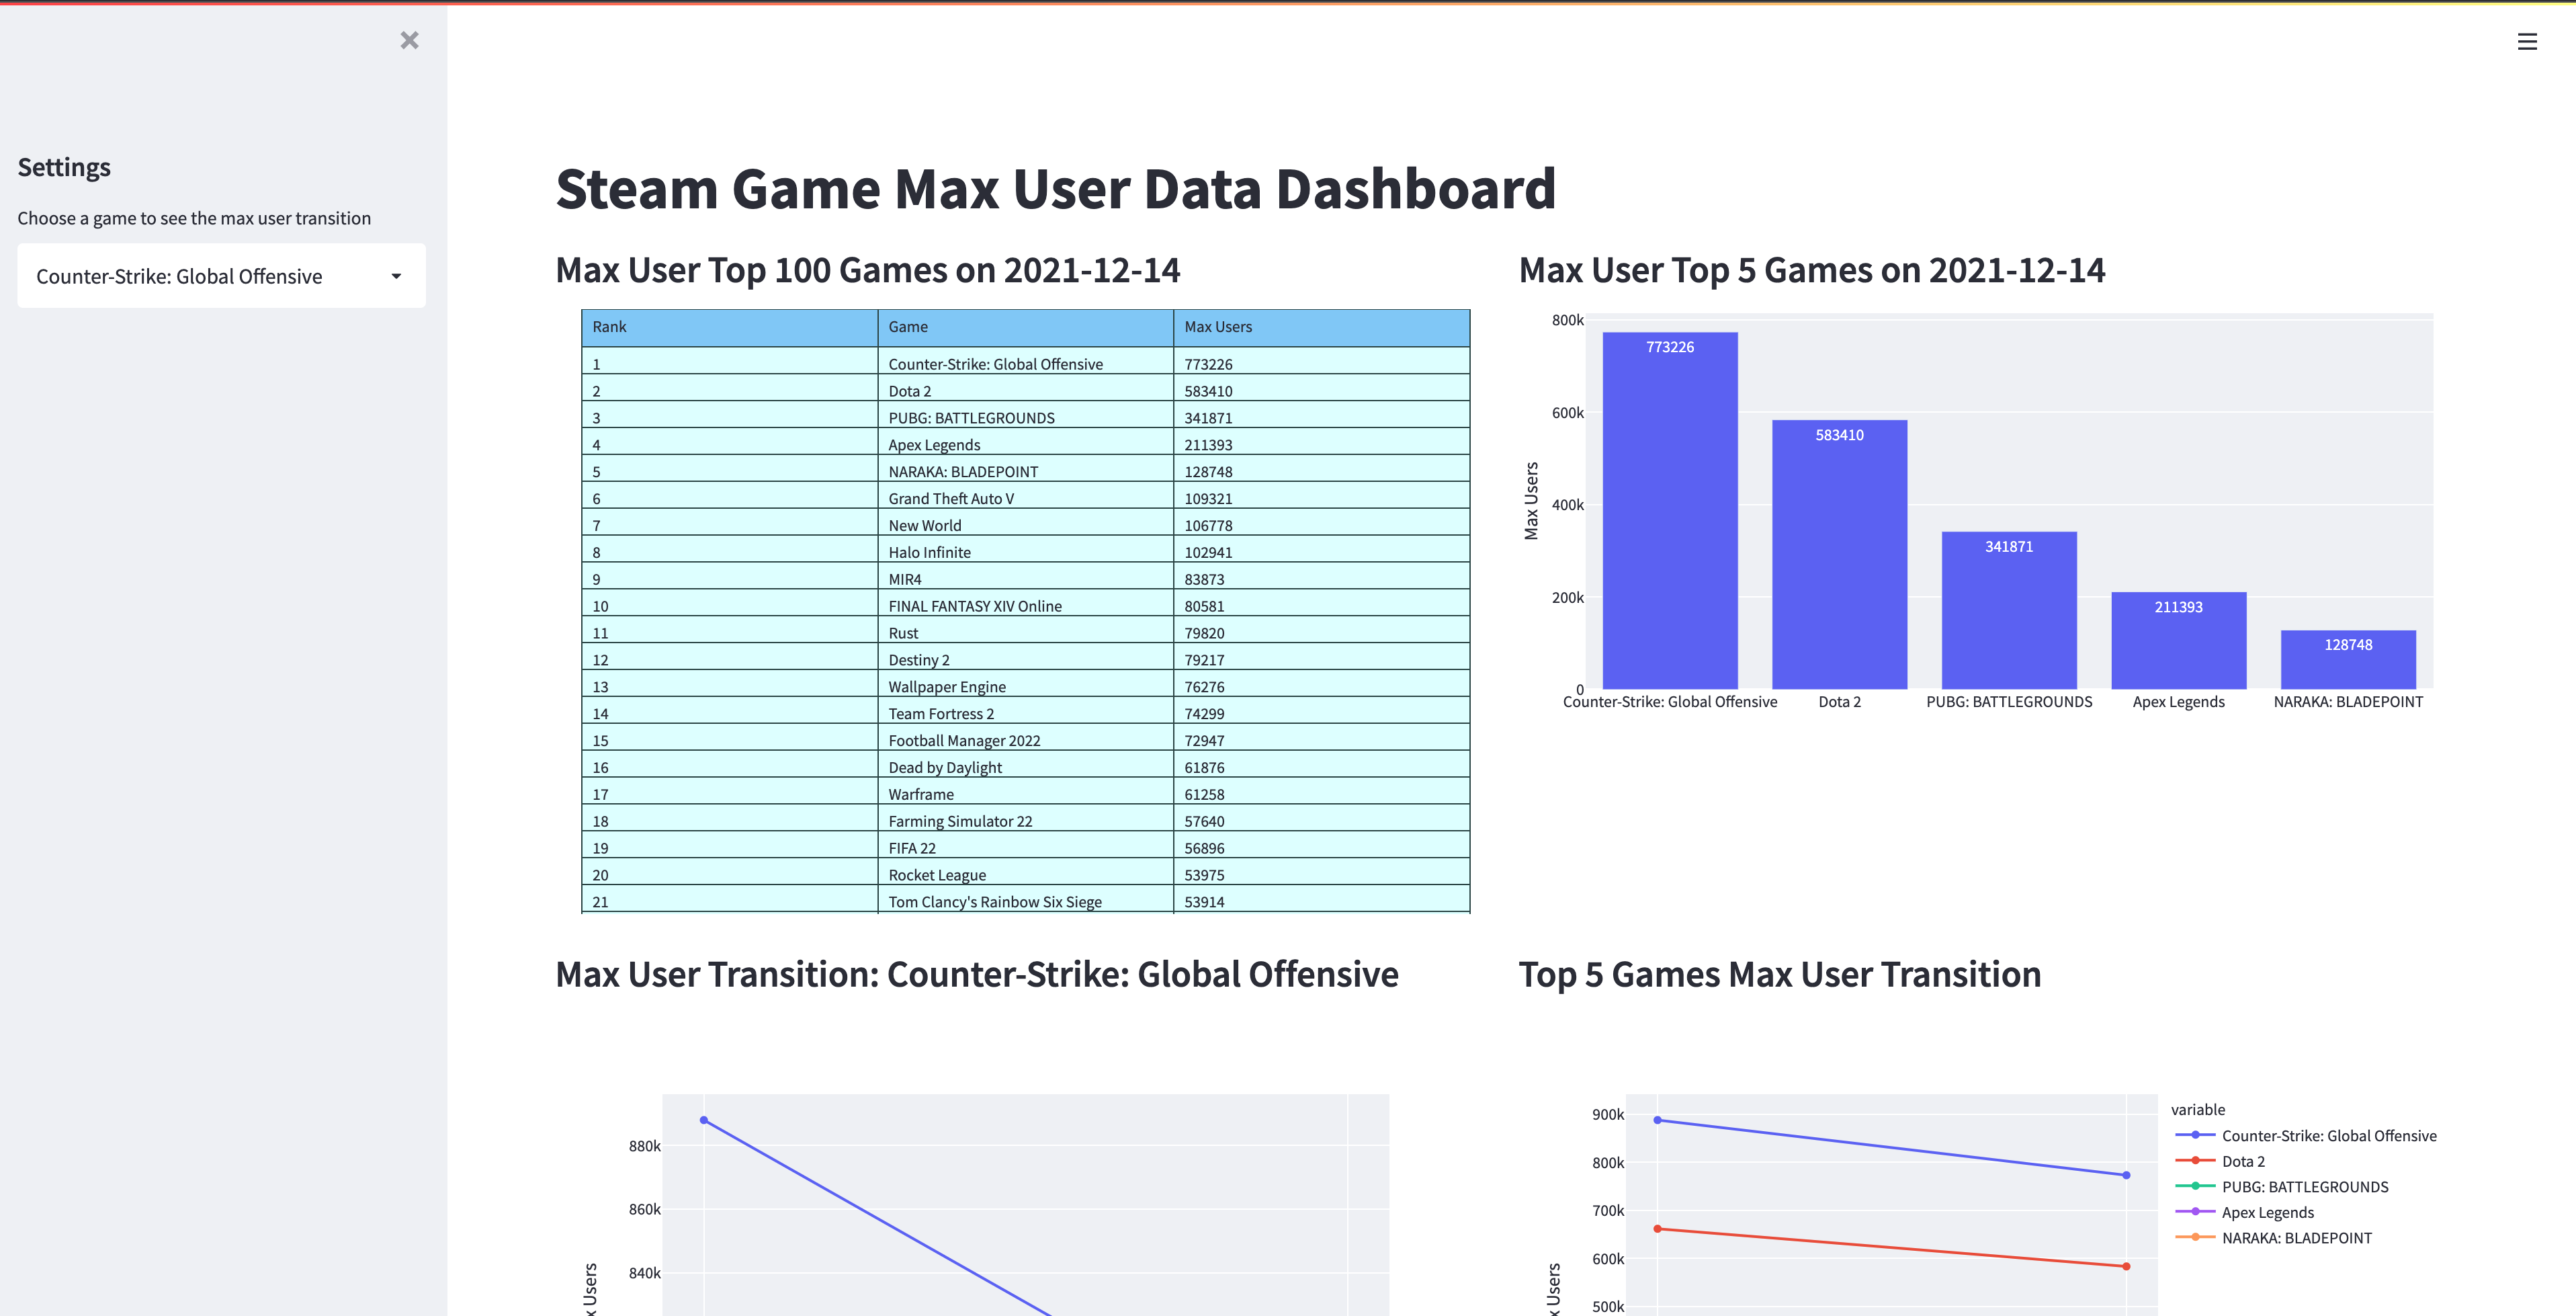 Settings
Choose a game to see the max user transition
Counter-Strike: Global Offensive
Steam Game Max User Data Dashboard
Max User Top 100 Games on 2021-12-14
Rank Game Max Users
1 Counter-Strike: Global Offensive 773226
2 Dota 2 583410
3 PUBG: BATTLEGROUNDS 341871
4 Apex Legends 211393
5 NARAKA: BLADEPOINT 128748
6 Grand Theft Auto V 109321
7 New World 106778
8 Halo Infinite 102941
9 MIR4 83873
10 FINAL FANTASY XIV Online 80581
11 Rust 79820
12 Destiny 2 79217
13 Wallpaper Engine 76276
14 Team Fortress 2 74299
15 Football Manager 2022 72947
16 Dead by Daylight 61876
17 Warframe 61258
18 Farming Simulator 22 57640
19 FIFA 22 56896
20 Rocket League 53975
21 Tom Clancy's Rainbow Six Siege 53914
Max User Top 5 Games on 2021-12-14
Max Users
800k
600k
400k
200k
0
773226
583410
341871
211393
128748
Counter-Strike: Global Offensive Dota 2 PUBG: BATTLEGROUNDS Apex Legends NARAKA: BLADEPOINT
Max User Transition: Counter-Strike: Global Offensive
880k
860k
840k
Users
Top 5 Games Max User Transition
900k
800k
700k
600k
500k
Users
variable
Counter-Strike: Global Offensive
Dota 2
PUBG: BATTLEGROUNDS
Apex Legends
NARAKA: BLADEPOINT